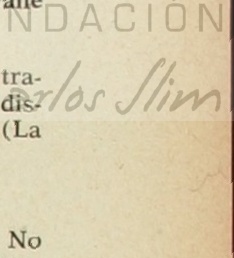 NDACIÓN
tra-
arlos Slim
dis-
(La
No